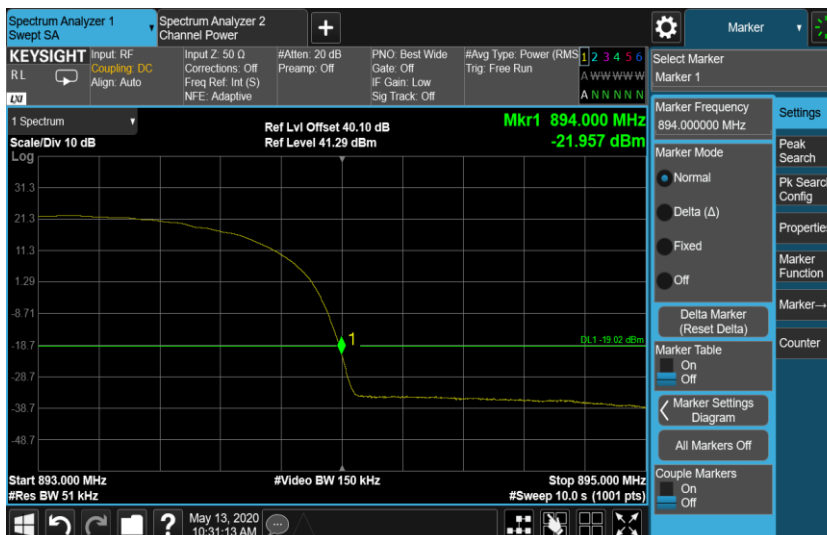 Spectrum Analyzer 1
Swept SA
Spectrum Analyzer 2
Channel Power
Marker
KEYSIGHT
RL
LXI
Input: RF
Coupling: DC
Align: Auto
Input Z: 50 Ω
Corrections: Off
Freq Ref: Int (S)
NFE: Adaptive
#Atten: 20 dB
Preamp: Off
PNO: Best Wide
Gate: Off
IF Gain: Low
Sig Track: Off
#Avg Type: Power (RMS
Trig: Free Run
1 2 3 4 5 6
A W W W W W
A N N N N N
Select Marker
Marker 1
1 Spectrum
Scale/Div 10 dB
Log
Ref Lvl Offset 40.10 dB
Ref Level 41.29 dBm
Mkr1 894.000 MHz
-21.957 dBm
31.3
21.3
11.3
1.29
-8.71
-18.7
-28.7
-38.7
-48.7
1
DL1 -19.02 dBm
Start 893.000 MHz
#Res BW 51 kHz
#Video BW 150 kHz
Stop 895.000 MHz
#Sweep 10.0 s (1001 pts)
Marker Frequency
894.000000 MHz
Marker Mode
Normal
Delta (Δ)
Fixed
Off
Delta Marker
(Reset Delta)
Marker Table
On
Off
Marker Settings
Diagram
All Markers Off
Couple Markers
On
Off
Settings
Peak
Search
Pk Search
Config
Properties
Marker
Function
Marker→
Counter
?
May 13, 2020
10:31:13 AM